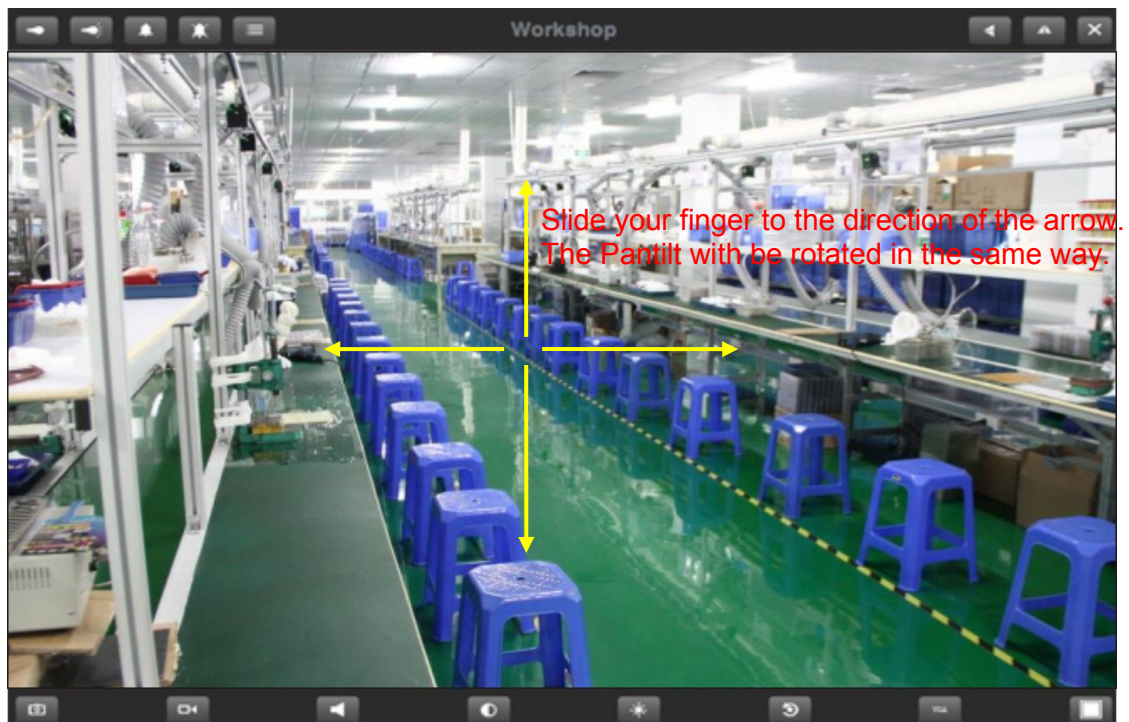 Workshop
Slide your finger to the direction of the arrow.
The Pantilt with be rotated in the same way.
VGA